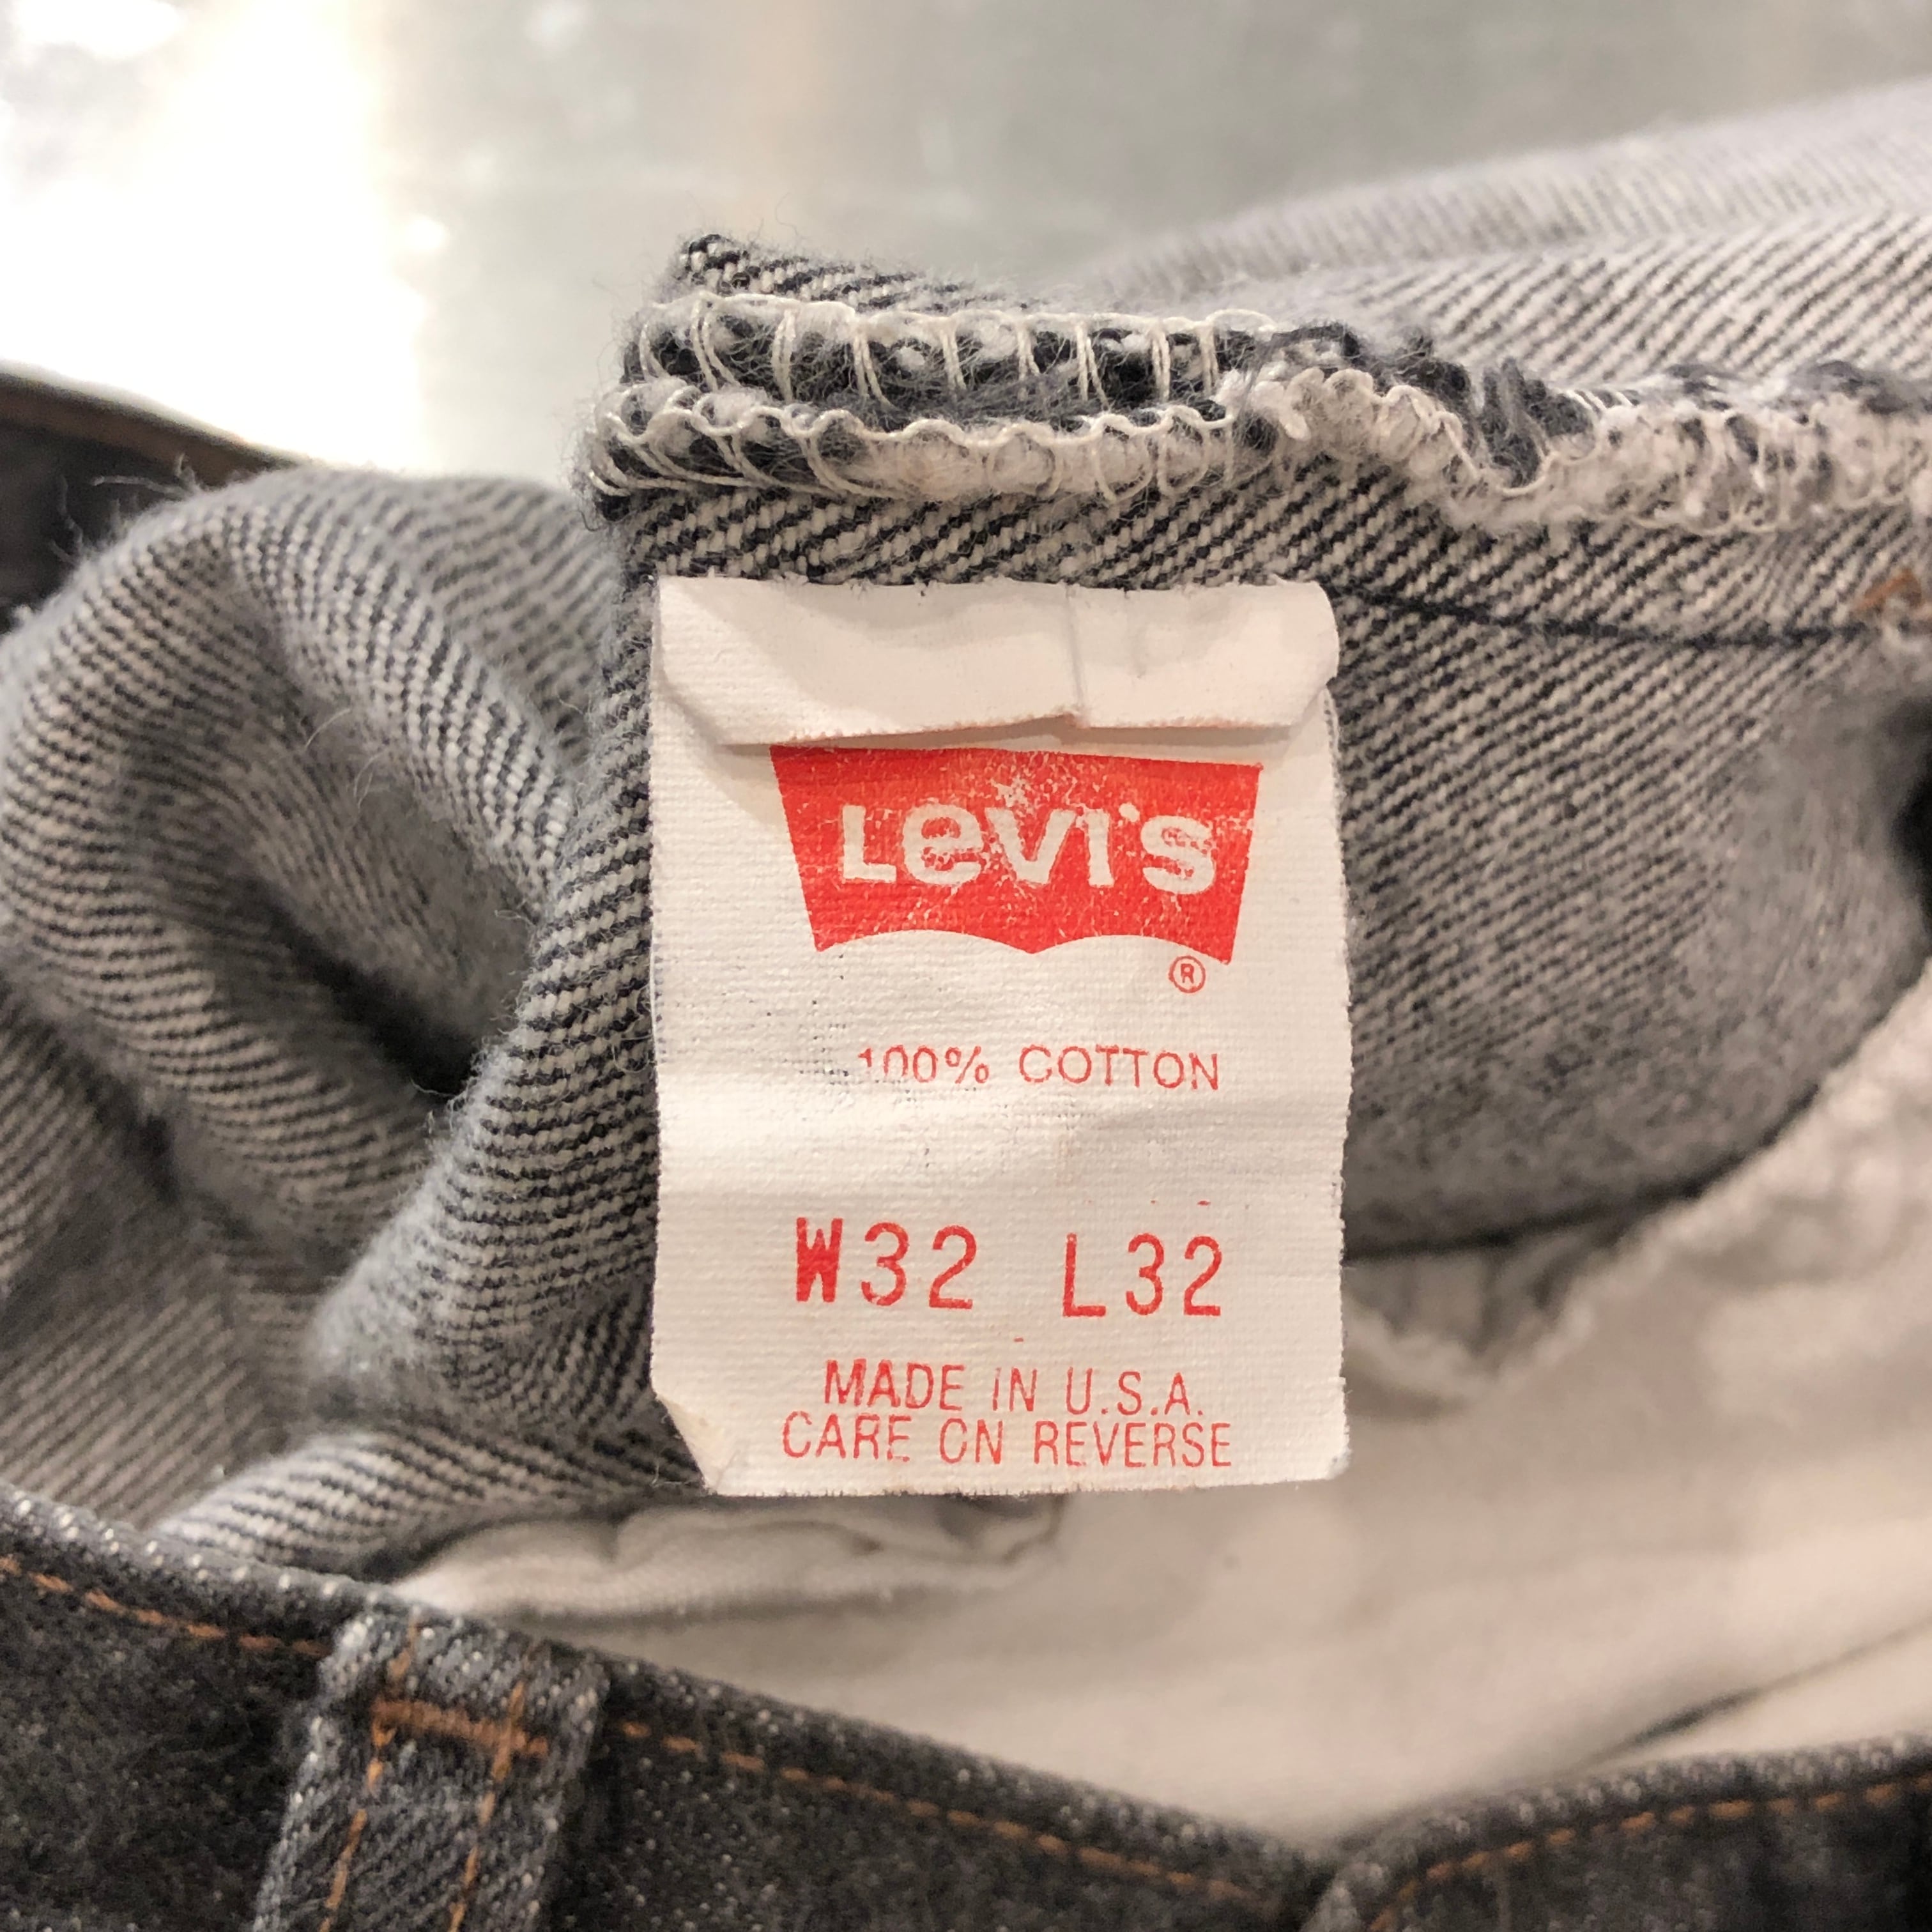 Levi's
®
100% COTTON
W32 L32
MADE IN U.S.A.
CARE ON REVERSE